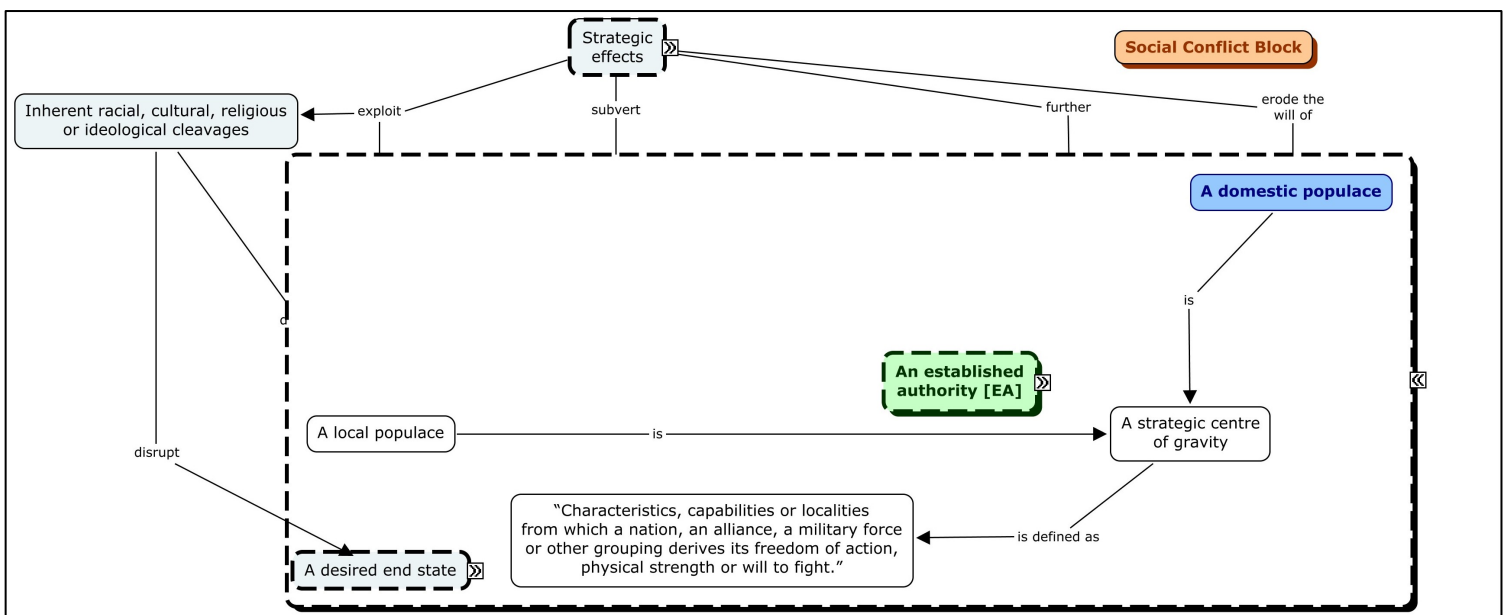 Strategic
effects
Social Conflict Block
Inherent racial, cultural, religious
or ideological cleavages
exploit
subvert
further
erode the
will of
A domestic populace
is
d
An established
authority [EA]
A local populace
is
A strategic centre
of gravity
disrupt
“Characteristics, capabilities or localities
from which a nation, an alliance, a military force
or other grouping derives its freedom of action,
physical strength or will to fight.”
is defined as
A desired end state